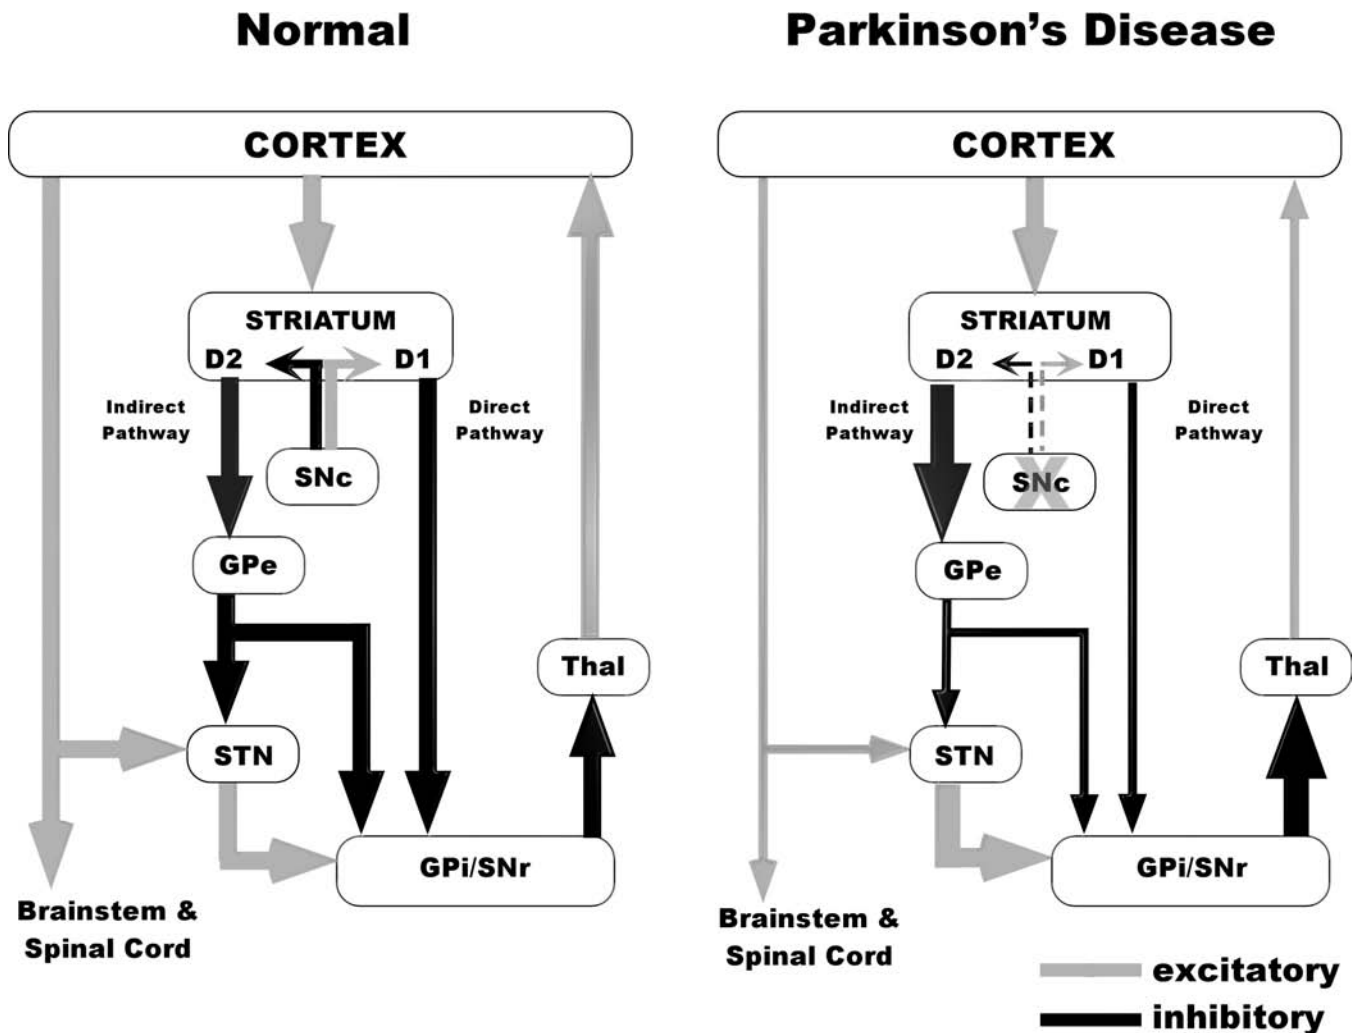 Normal
CORTEX
STRIATUM
D2
D1
Indirect
Pathway
Direct
Pathway
SNc
GPe
Thal
STN
GPi/SNr
Brainstem &
Spinal Cord
Parkinson's Disease
CORTEX
STRIATUM
D2
D1
Indirect
Pathway
Direct
Pathway
SNc
GPe
Thal
STN
GPi/SNr
Brainstem &
Spinal Cord
excitatory
inhibitory